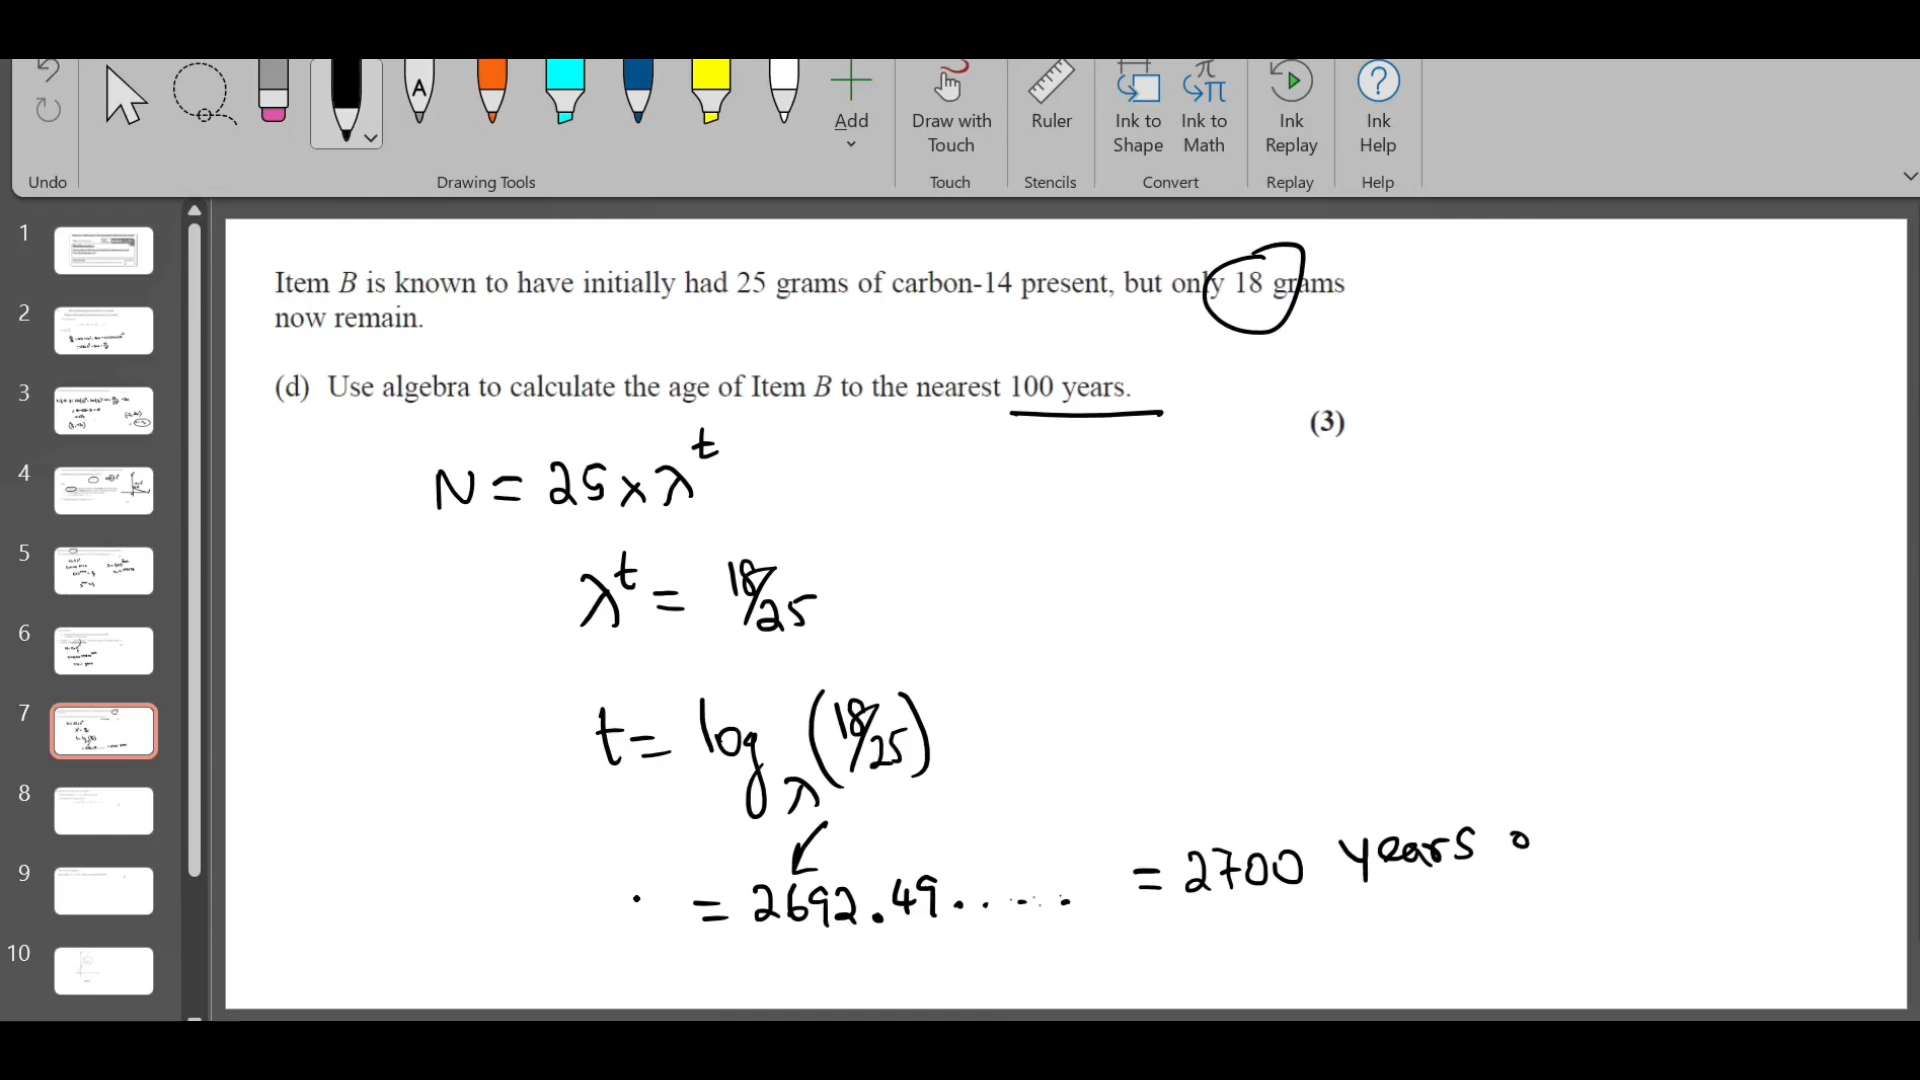 Add
Draw with Touch
Ruler
Ink to Shape
Ink to Math
Ink Replay
Ink Help
Undo
Drawing Tools
Touch
Stencils
Convert
Replay
Help
1
2
3
4
5
6
7
8
9
10
Item B is known to have initially had 25 grams of carbon-14 present, but only 18 grams
now remain.
(d) Use algebra to calculate the age of Item B to the nearest 100 years.
(3)
N = 25 × λ^t
λ^t = 18/25
t = log_λ (18/25)
= 2692.49...... = 2700 years